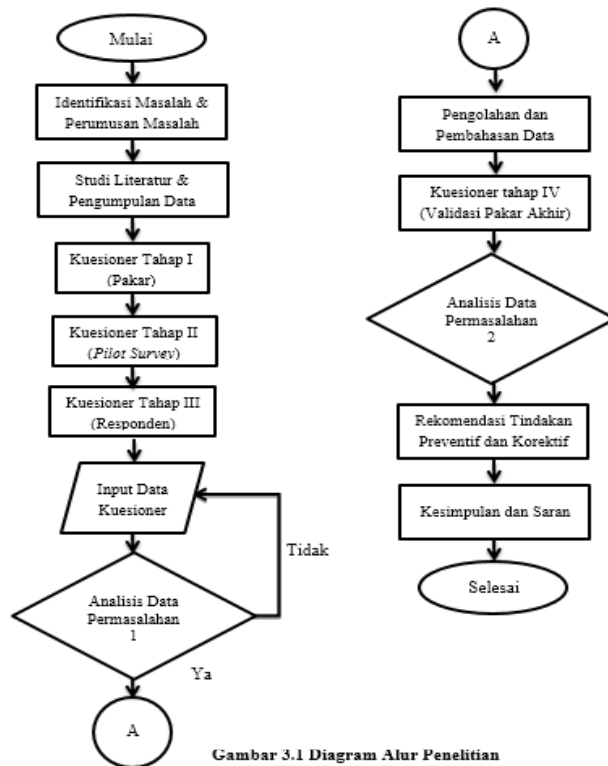 Mulai
Identifikasi Masalah &
Perumusan Masalah
Studi Literatur &
Pengumpulan Data
Kuesioner Tahap I
(Pakar)
Kuesioner Tahap II
(Pilot Survey)
Kuesioner Tahap III
(Responden)
Input Data
Kuesioner
Tidak
Analisis Data
Permasalahan
1
Ya
A
A
Pengolahan dan
Pembahasan Data
Kuesioner tahap IV
(Validasi Pakar Akhir)
Analisis Data
Permasalahan
2
Rekomendasi Tindakan
Preventif dan Korektif
Kesimpulan dan Saran
Selesai
Gambar 3.1 Diagram Alur Penelitian